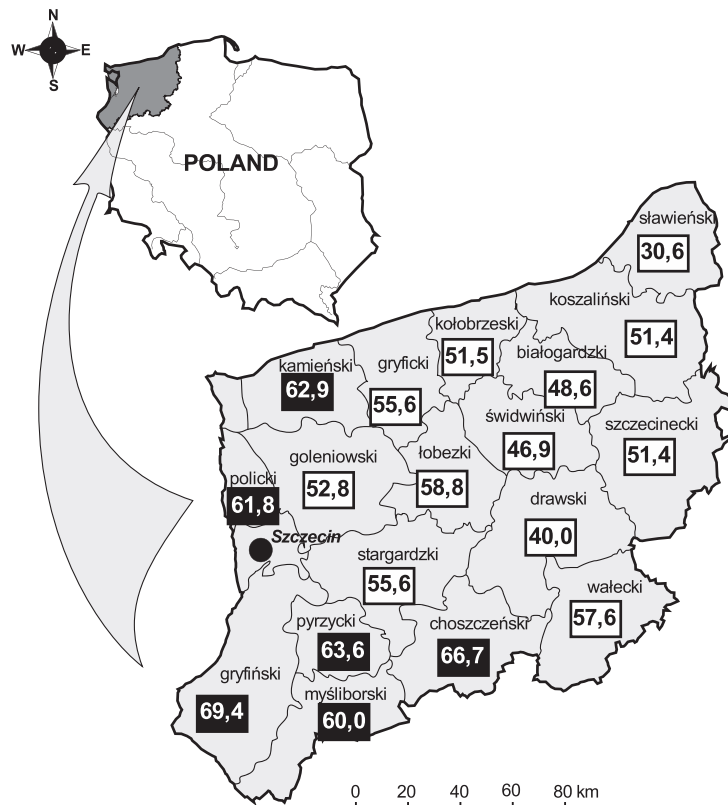 N
W E
S
POLAND
sławieński
30,6
koszaliński
51,4
kołobrzeski
51,5
białogardzki
48,6
kamieński
62,9
gryficki
55,6
świdwiński
46,9
szczecinecki
51,4
goleniowski
52,8
łobezki
58,8
policki
61,8
drawski
40,0
Szczecin
stargardzki
55,6
wałecki
57,6
pyrzycki
63,6
choszczeński
66,7
gryfiński
69,4
myśliborski
60,0
0 20 40 60 80 km